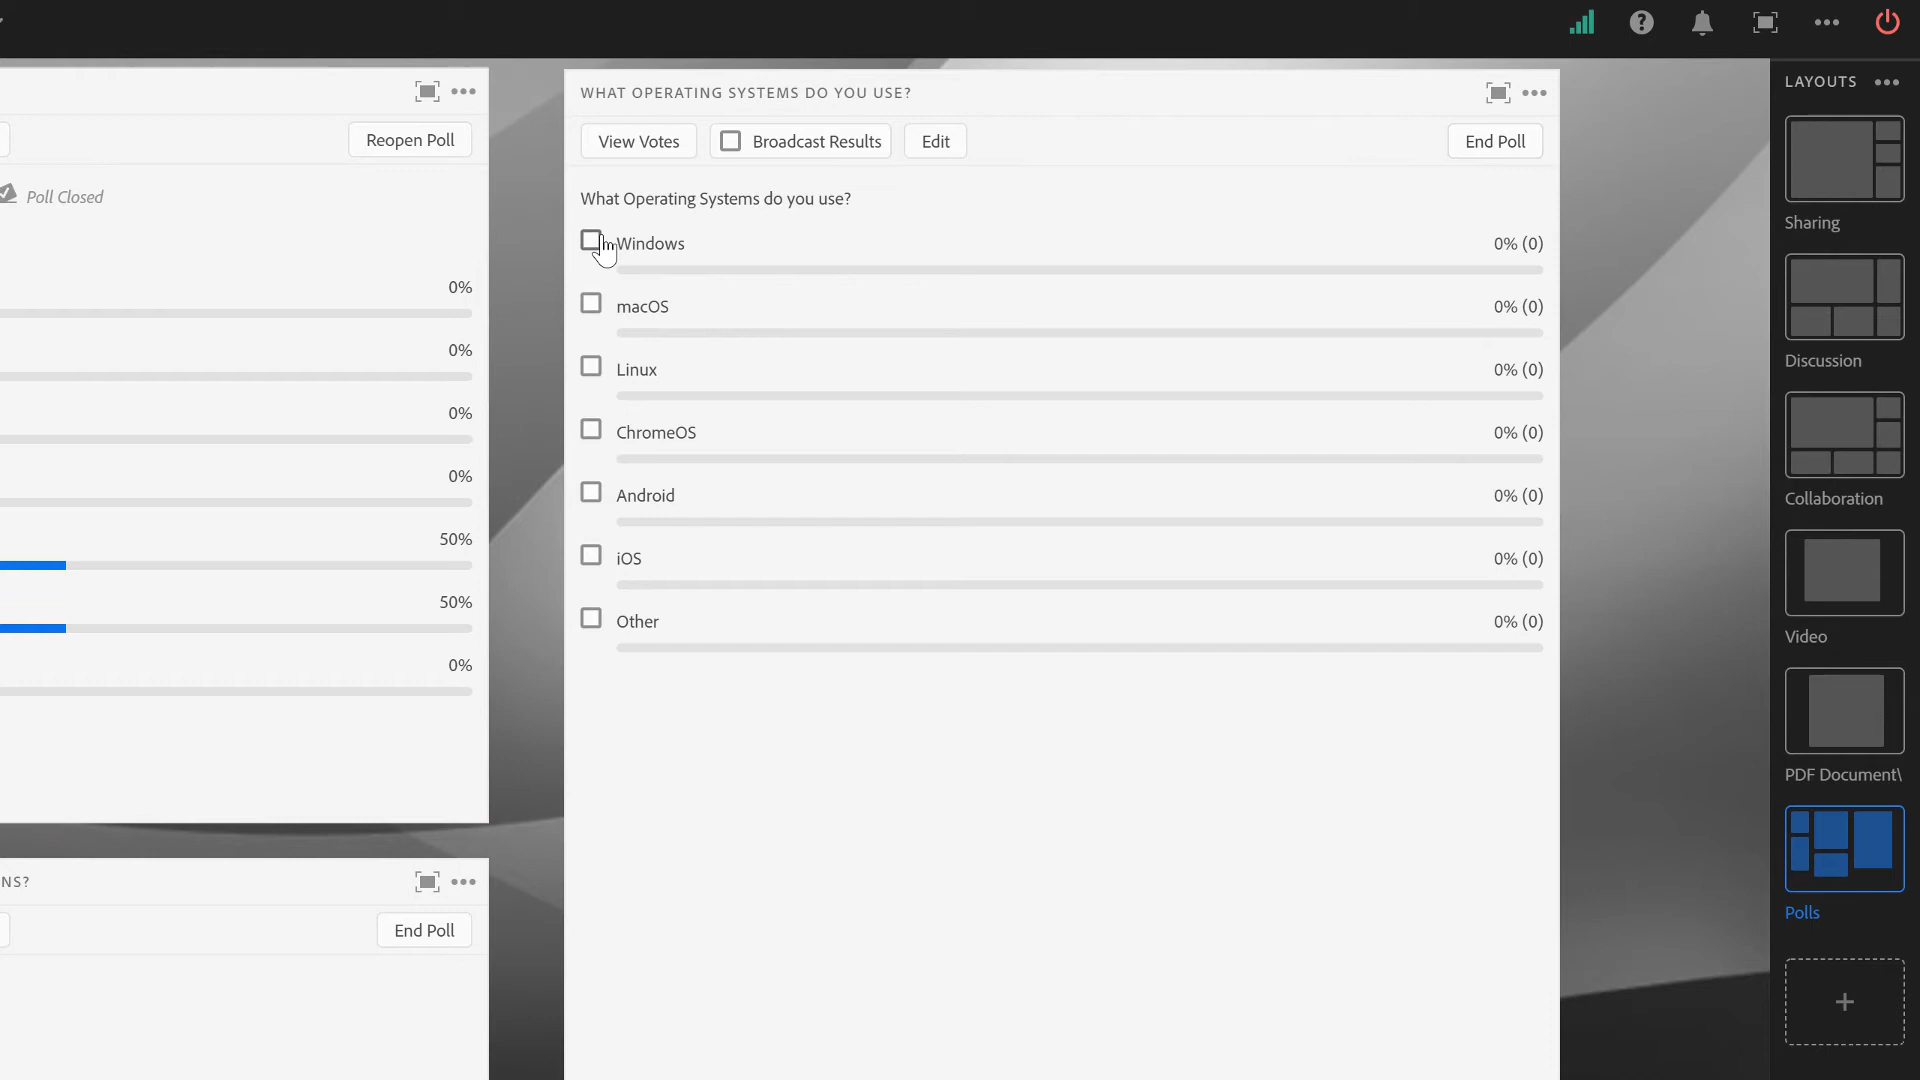 Reopen Poll
Poll Closed
0%
0%
0%
0%
50%
50%
0%
NS?
End Poll
WHAT OPERATING SYSTEMS DO YOU USE?
View Votes
Broadcast Results
Edit
End Poll
What Operating Systems do you use?
Windows 0% (0)
macOS 0% (0)
Linux 0% (0)
ChromeOS 0% (0)
Android 0% (0)
iOS 0% (0)
Other 0% (0)
LAYOUTS
Sharing
Discussion
Collaboration
Video
PDF Document\
Polls